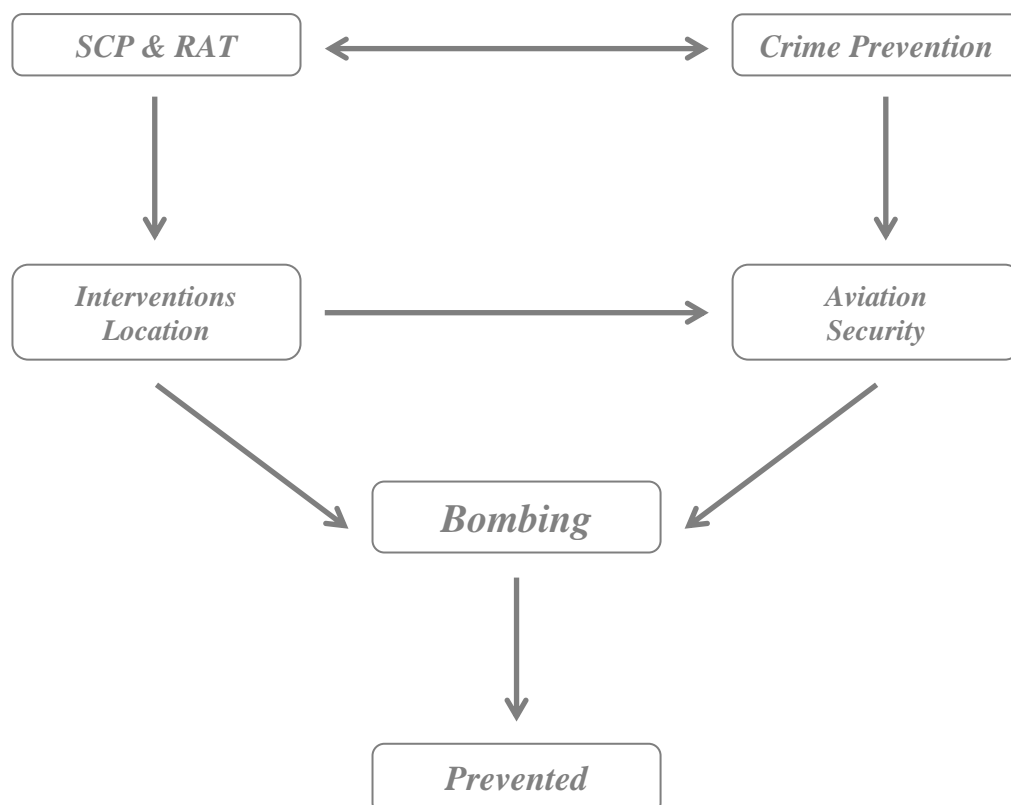 SCP & RAT
Crime Prevention
Interventions
Location
Aviation
Security
Bombing
Prevented